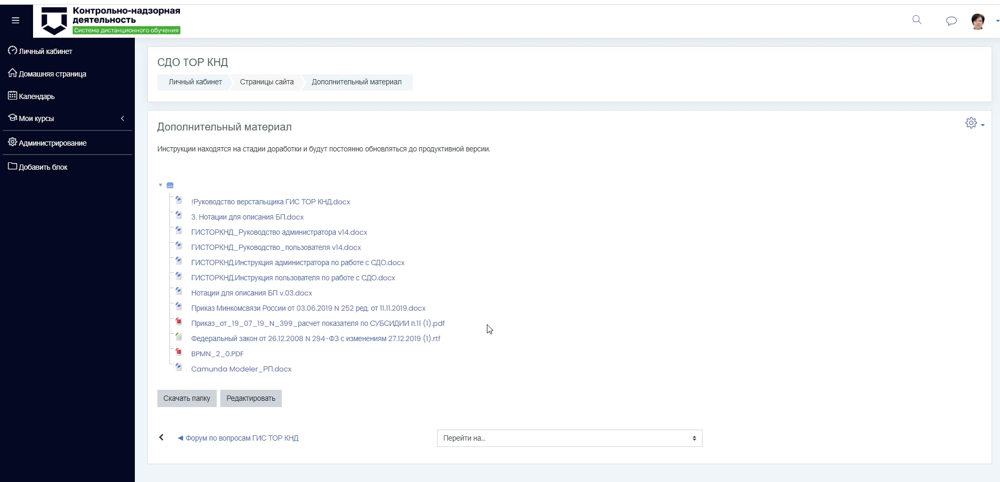 Контрольно-надзорная
деятельность
Система дистанционного обучения
Личный кабинет
Домашняя страница
Календарь
Мои курсы
Администрирование
Добавить блок
СДО ТОР КНД
Личный кабинет
Страницы сайта
Дополнительный материал
Дополнительный материал
Инструкции находятся на стадии доработки и будут постоянно обновляться до продуктивной версии.
!Руководство верстальщика ГИС ТОР КНД.docx
3. Нотации для описания БП.docx
ГИСТОРКНД_Руководство администратора v14.docx
ГИСТОРКНД_Руководство_пользователя v14.docx
ГИСТОРКНД.Инструкция администратора по работе с СДО.docx
ГИСТОРКНД.Инструкция пользователя по работе с СДО.docx
Нотации для описания БП v.03.docx
Приказ Минкомсвязи России от 03.06.2019 N 252 ред. от 11.11.2019.docx
Приказ_от_19_07_19_N_399_расчет показателя по СУБСИДИИ п.11 (1).pdf
Федеральный закон от 26.12.2008 N 294-ФЗ с изменениям 27.12.2019 (1).rtf
BPMN_2_0.PDF
Camunda Modeler_РП.docx
Скачать папку
Редактировать
◄ Форум по вопросам ГИС ТОР КНД
Перейти на...